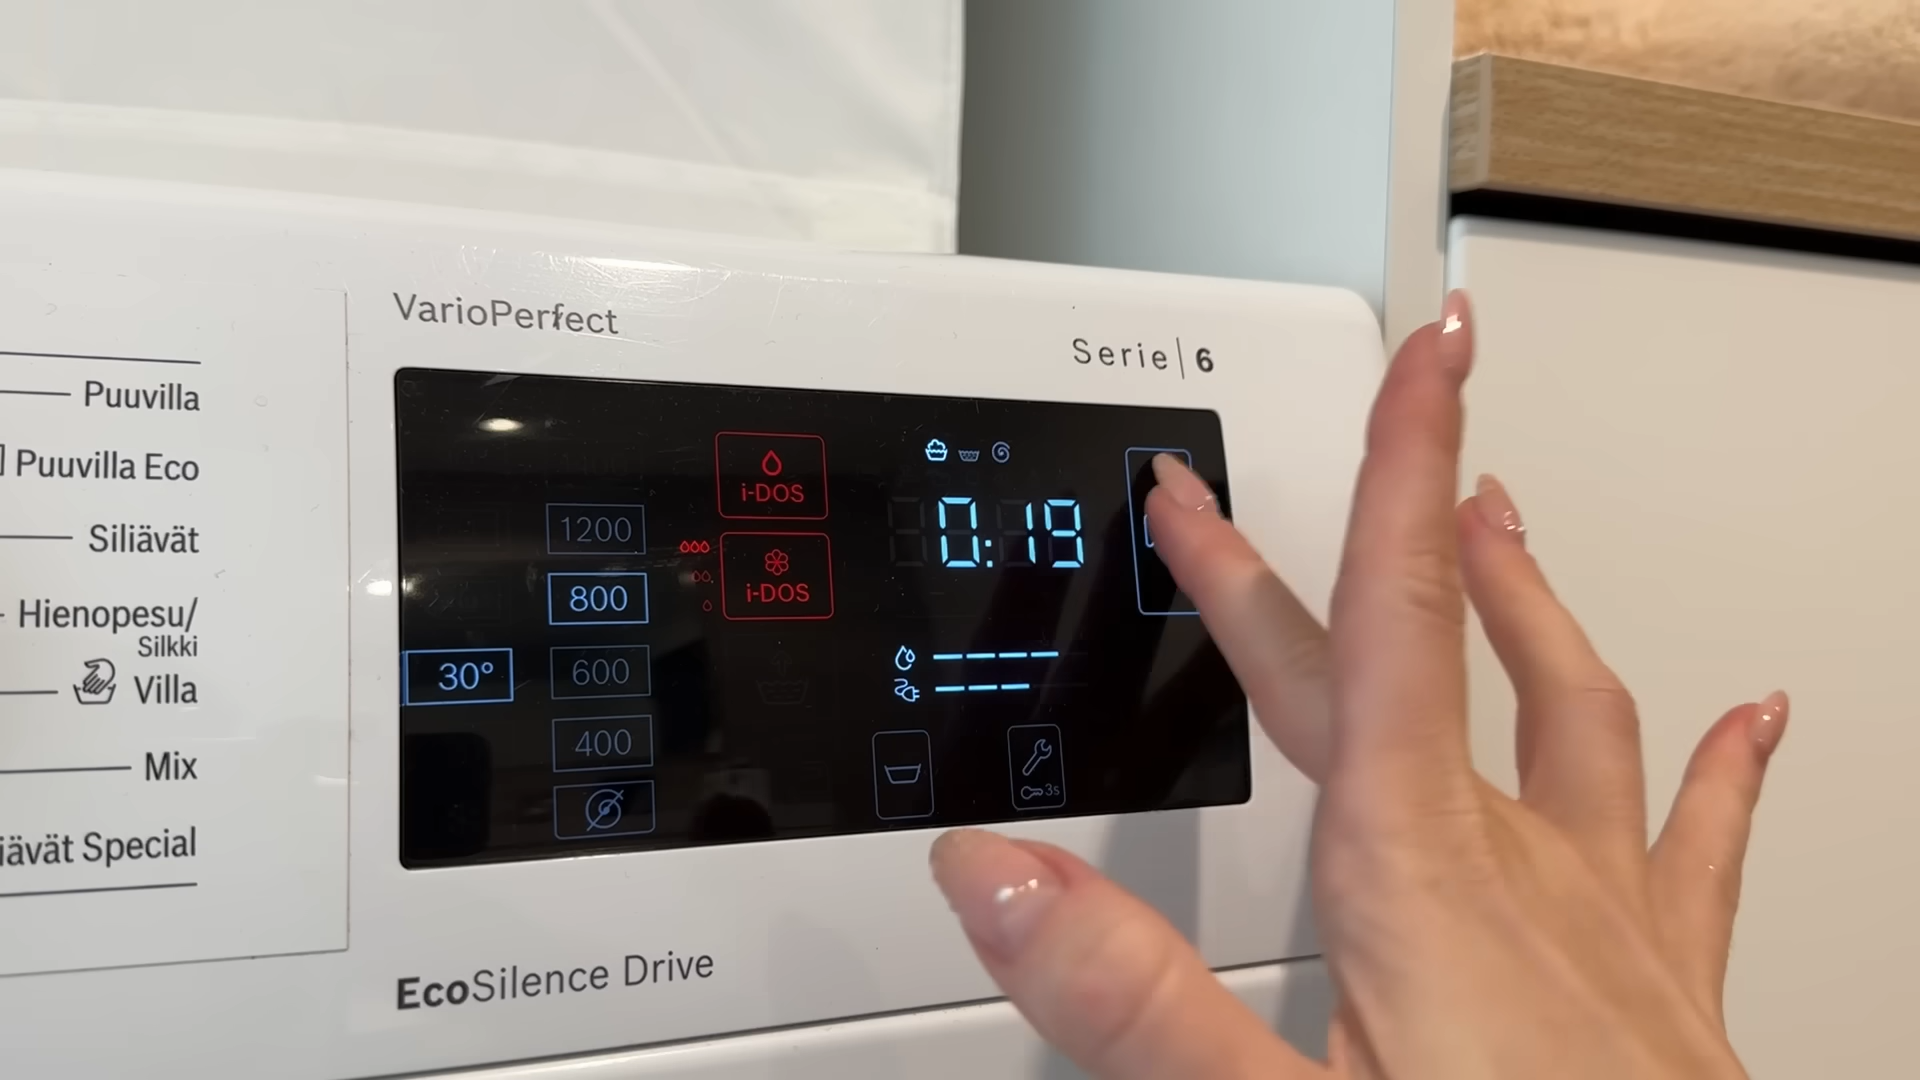 VarioPerfect
Serie | 6
Puuvilla
Puuvilla Eco
Siliävät
Hienopesu/
Silkki
Villa
Mix
iävät Special
1200
800
600
400
30°
i-DOS
i-DOS
0:19
3s
EcoSilence Drive